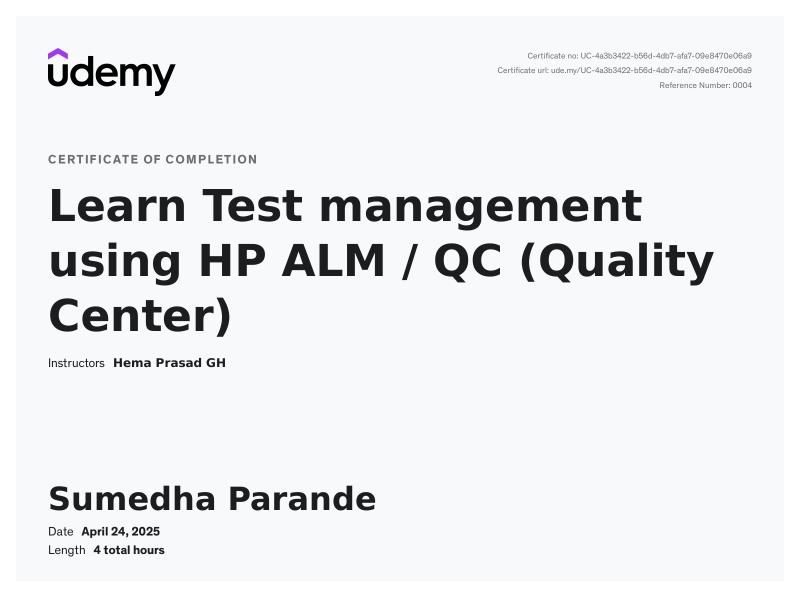 udemy
Certificate no: UC-4a3b3422-b56d-4db7-afa7-09e8470e06a9
Certificate url: ude.my/UC-4a3b3422-b56d-4db7-afa7-09e8470e06a9
Reference Number: 0004
CERTIFICATE OF COMPLETION
Learn Test management
using HP ALM / QC (Quality
Center)
Instructors Hema Prasad GH
Sumedha Parande
Date April 24, 2025
Length 4 total hours